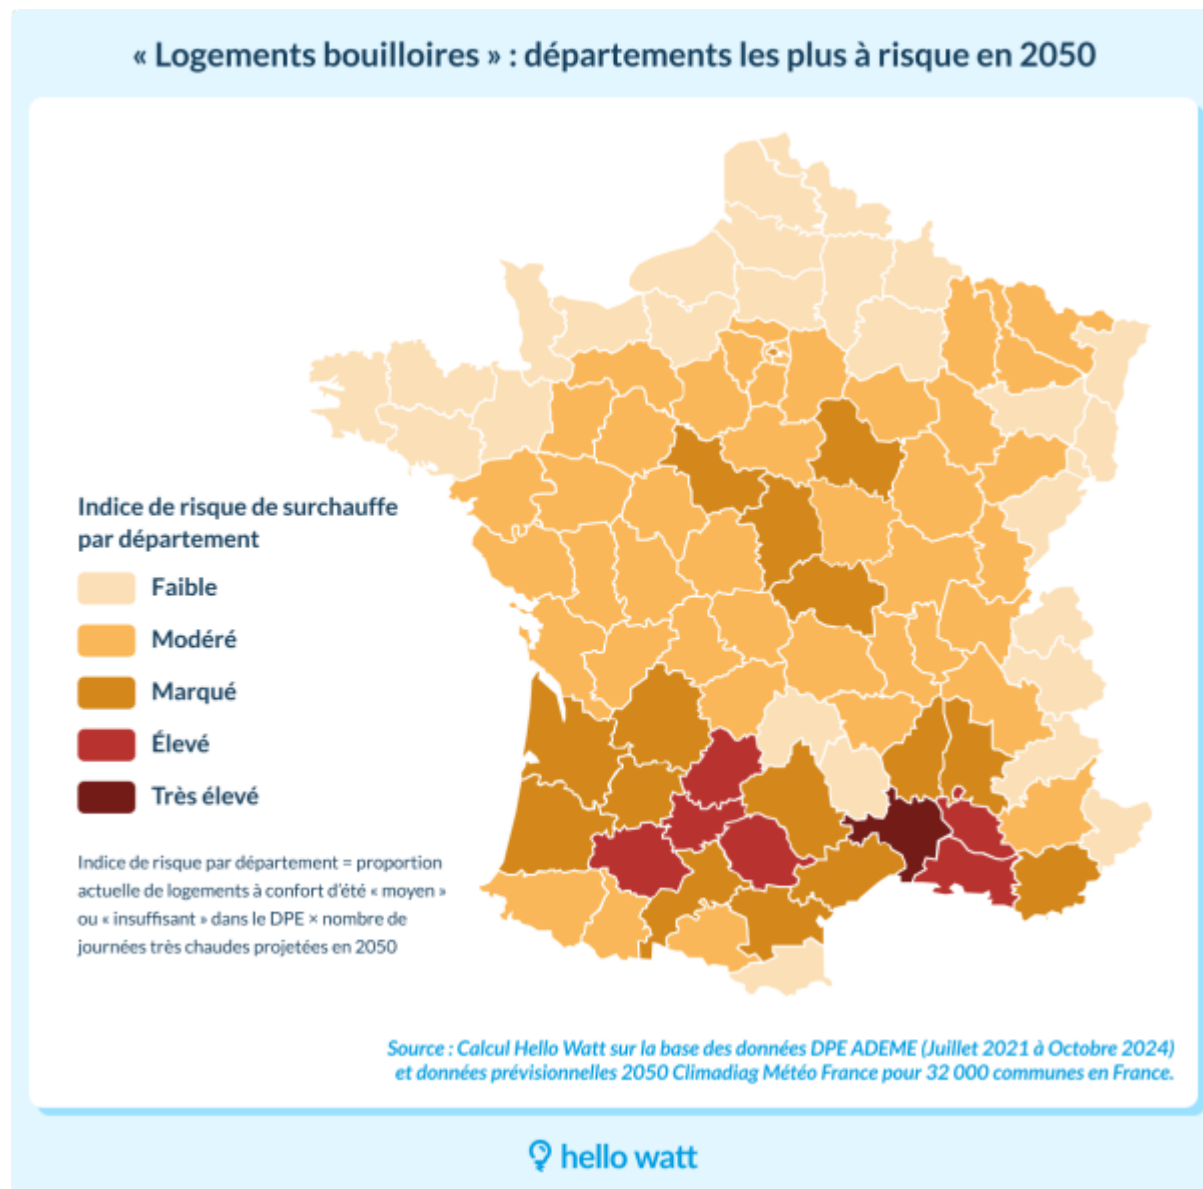 « Logements bouilloires » : départements les plus à risque en 2050
Indice de risque de surchauffe
par département
Faible
Modéré
Marqué
Élevé
Très élevé
Indice de risque par département = proportion
actuelle de logements à confort d'été « moyen »
ou « insuffisant » dans le DPE × nombre de
journées très chaudes projetées en 2050
Source : Calcul Hello Watt sur la base des données DPE ADEME (Juillet 2021 à Octobre 2024)
et données prévisionnelles 2050 Climadiag Météo France pour 32 000 communes en France.
hello watt